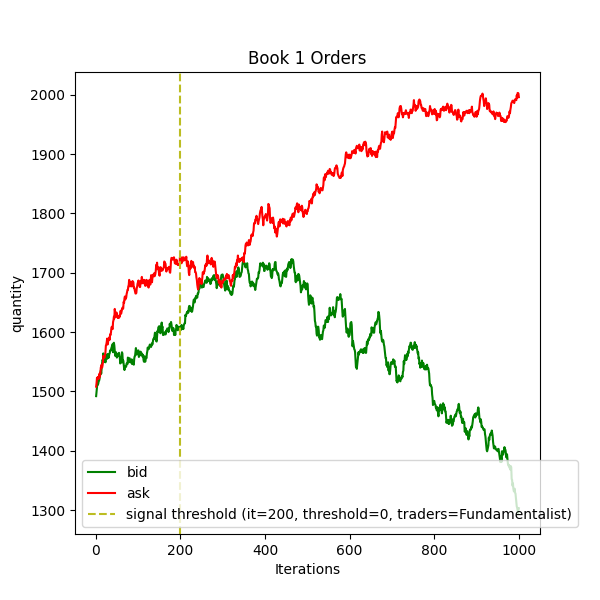 Book 1 Orders
quantity
2000
1900
1800
1700
1600
1500
1400
1300
bid
ask
signal threshold (it=200, threshold=0, traders=Fundamentalist)
0 200 400 600 800 1000
Iterations